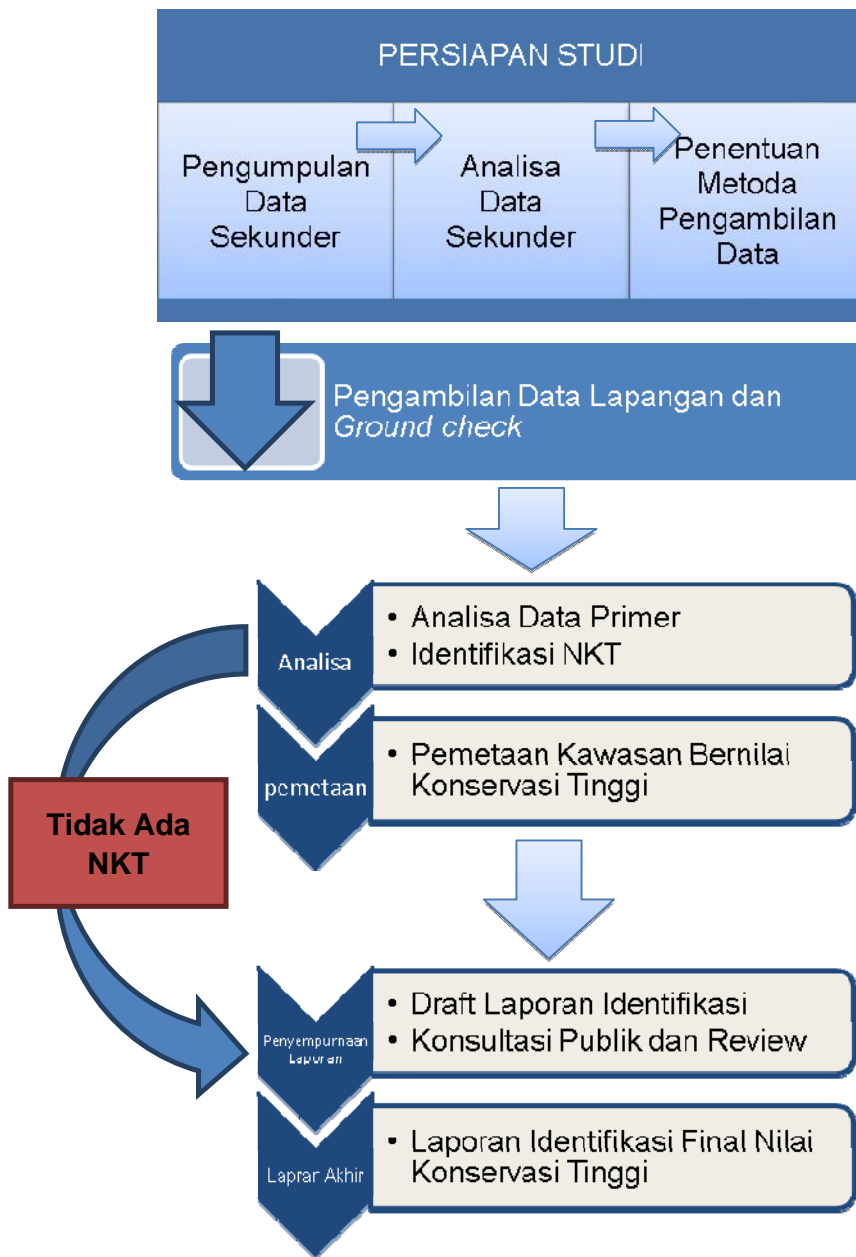 PERSIAPAN STUDI
Pengumpulan
Data
Sekunder
Analisa
Data
Sekunder
Penentuan
Metoda
Pengambilan
Data
Pengambilan Data Lapangan dan
Ground check
Analisa
• Analisa Data Primer
• Identifikasi NKT
pemetaan
• Pemetaan Kawasan Bernilai
Konservasi Tinggi
Tidak Ada
NKT
Penyempurnaan
Laporan
• Draft Laporan Identifikasi
• Konsultasi Publik dan Review
Lapran Akhir
• Laporan Identifikasi Final Nilai
Konservasi Tinggi